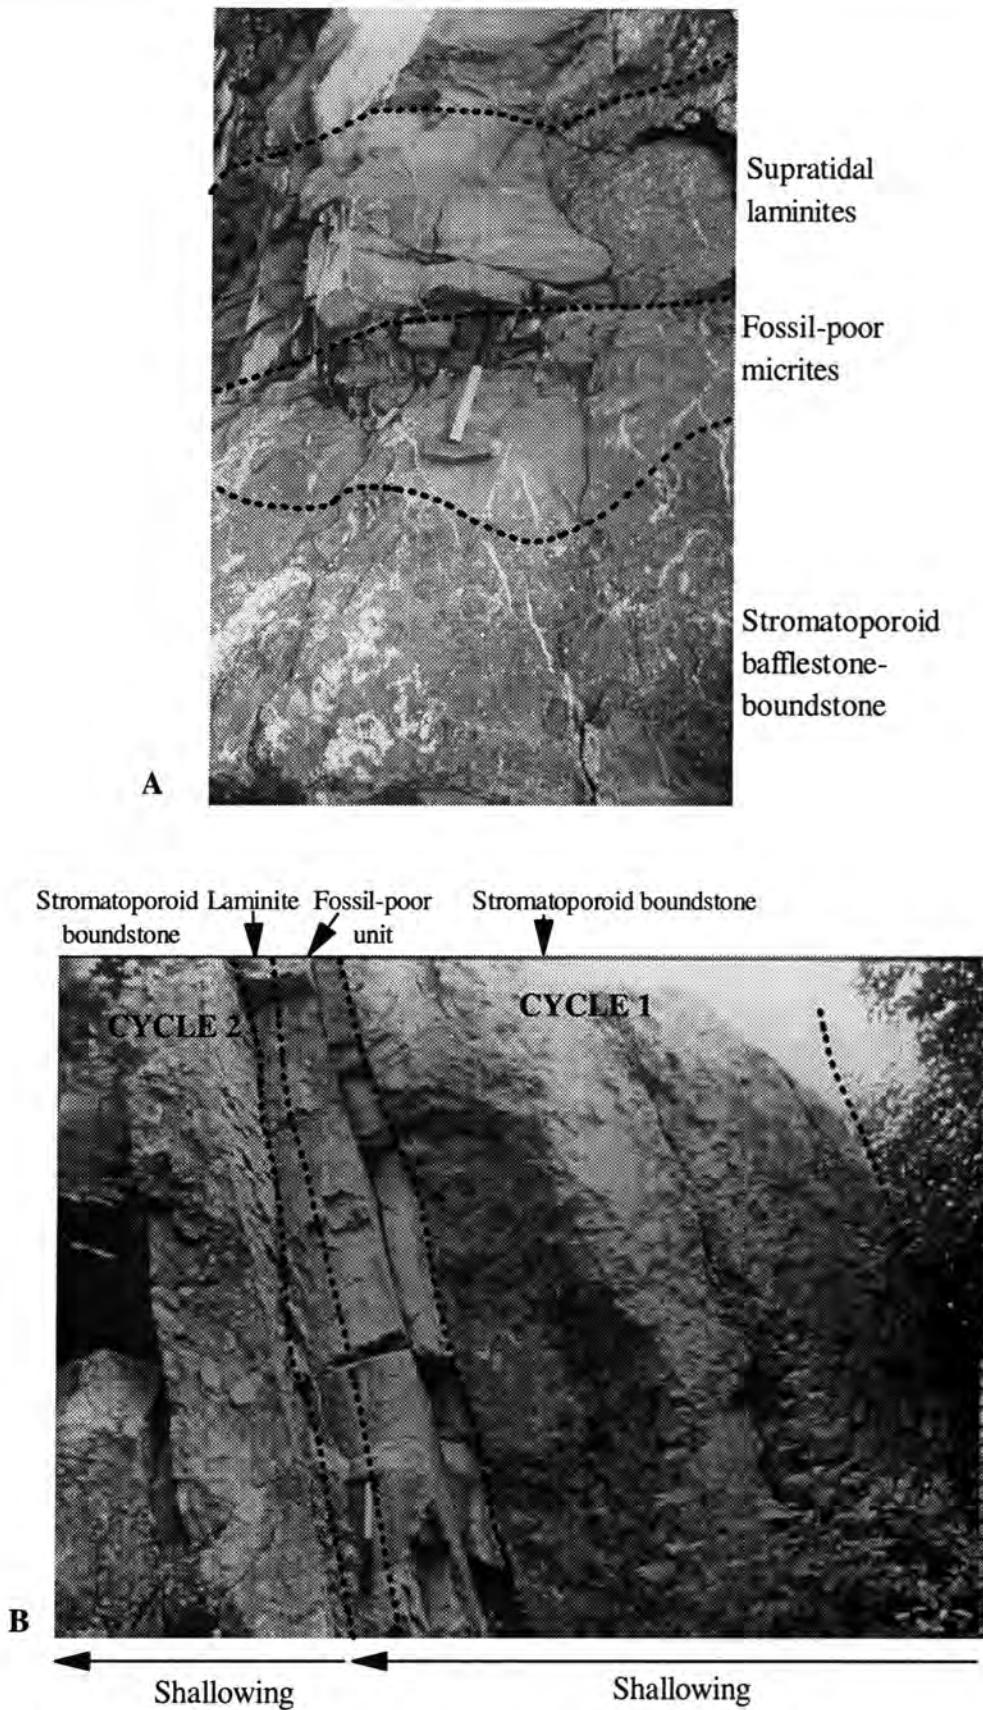 Supratidal
laminites
Fossil-poor
micrites
Stromatoporoid
bafflestone-
boundstone
A
Stromatoporoid Laminite Fossil-poor Stromatoporoid boundstone
boundstone unit
CYCLE 2 CYCLE 1
B
Shallowing Shallowing